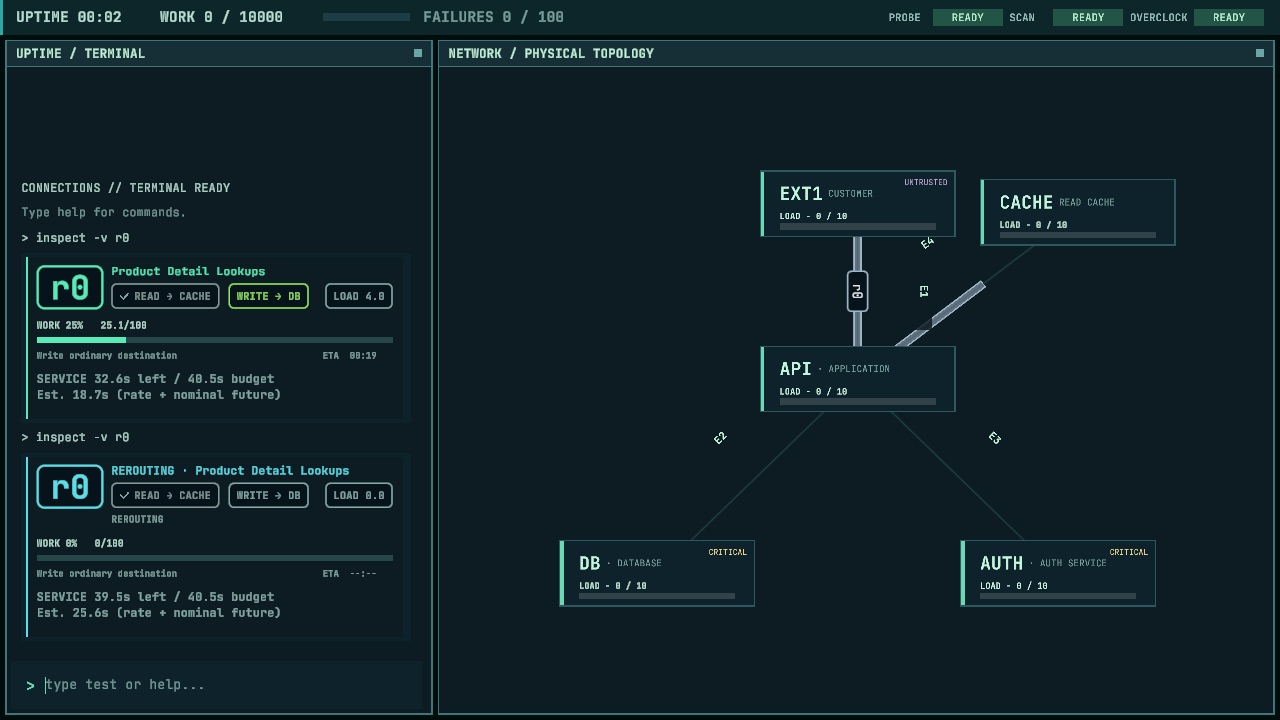 UPTIME 00:02 WORK 0 / 10000 FAILURES 0 / 100 PROBE READY SCAN READY OVERCLOCK READY
UPTIME / TERMINAL
CONNECTIONS // TERMINAL READY
Type help for commands.
> inspect -v r0
r0 Product Detail Lookups
✓ READ → CACHE WRITE → DB LOAD 4.0
WORK 25% 25.1/100
Write ordinary destination ETA 00:19
SERVICE 32.6s left / 40.5s budget
Est. 18.7s (rate + nominal future)
> inspect -v r0
r0 REROUTING · Product Detail Lookups
✓ READ → CACHE WRITE → DB LOAD 0.0
REROUTING
WORK 0% 0/100
Write ordinary destination ETA --:--
SERVICE 39.5s left / 40.5s budget
Est. 25.6s (rate + nominal future)
> type test or help...
NETWORK / PHYSICAL TOPOLOGY
UNTRUSTED
EXT1 CUSTOMER
LOAD - 0 / 10
CACHE READ CACHE
LOAD - 0 / 10
E4
r0
E1
API · APPLICATION
LOAD - 0 / 10
E2
E3
CRITICAL
DB · DATABASE
LOAD - 0 / 10
CRITICAL
AUTH · AUTH SERVICE
LOAD - 0 / 10